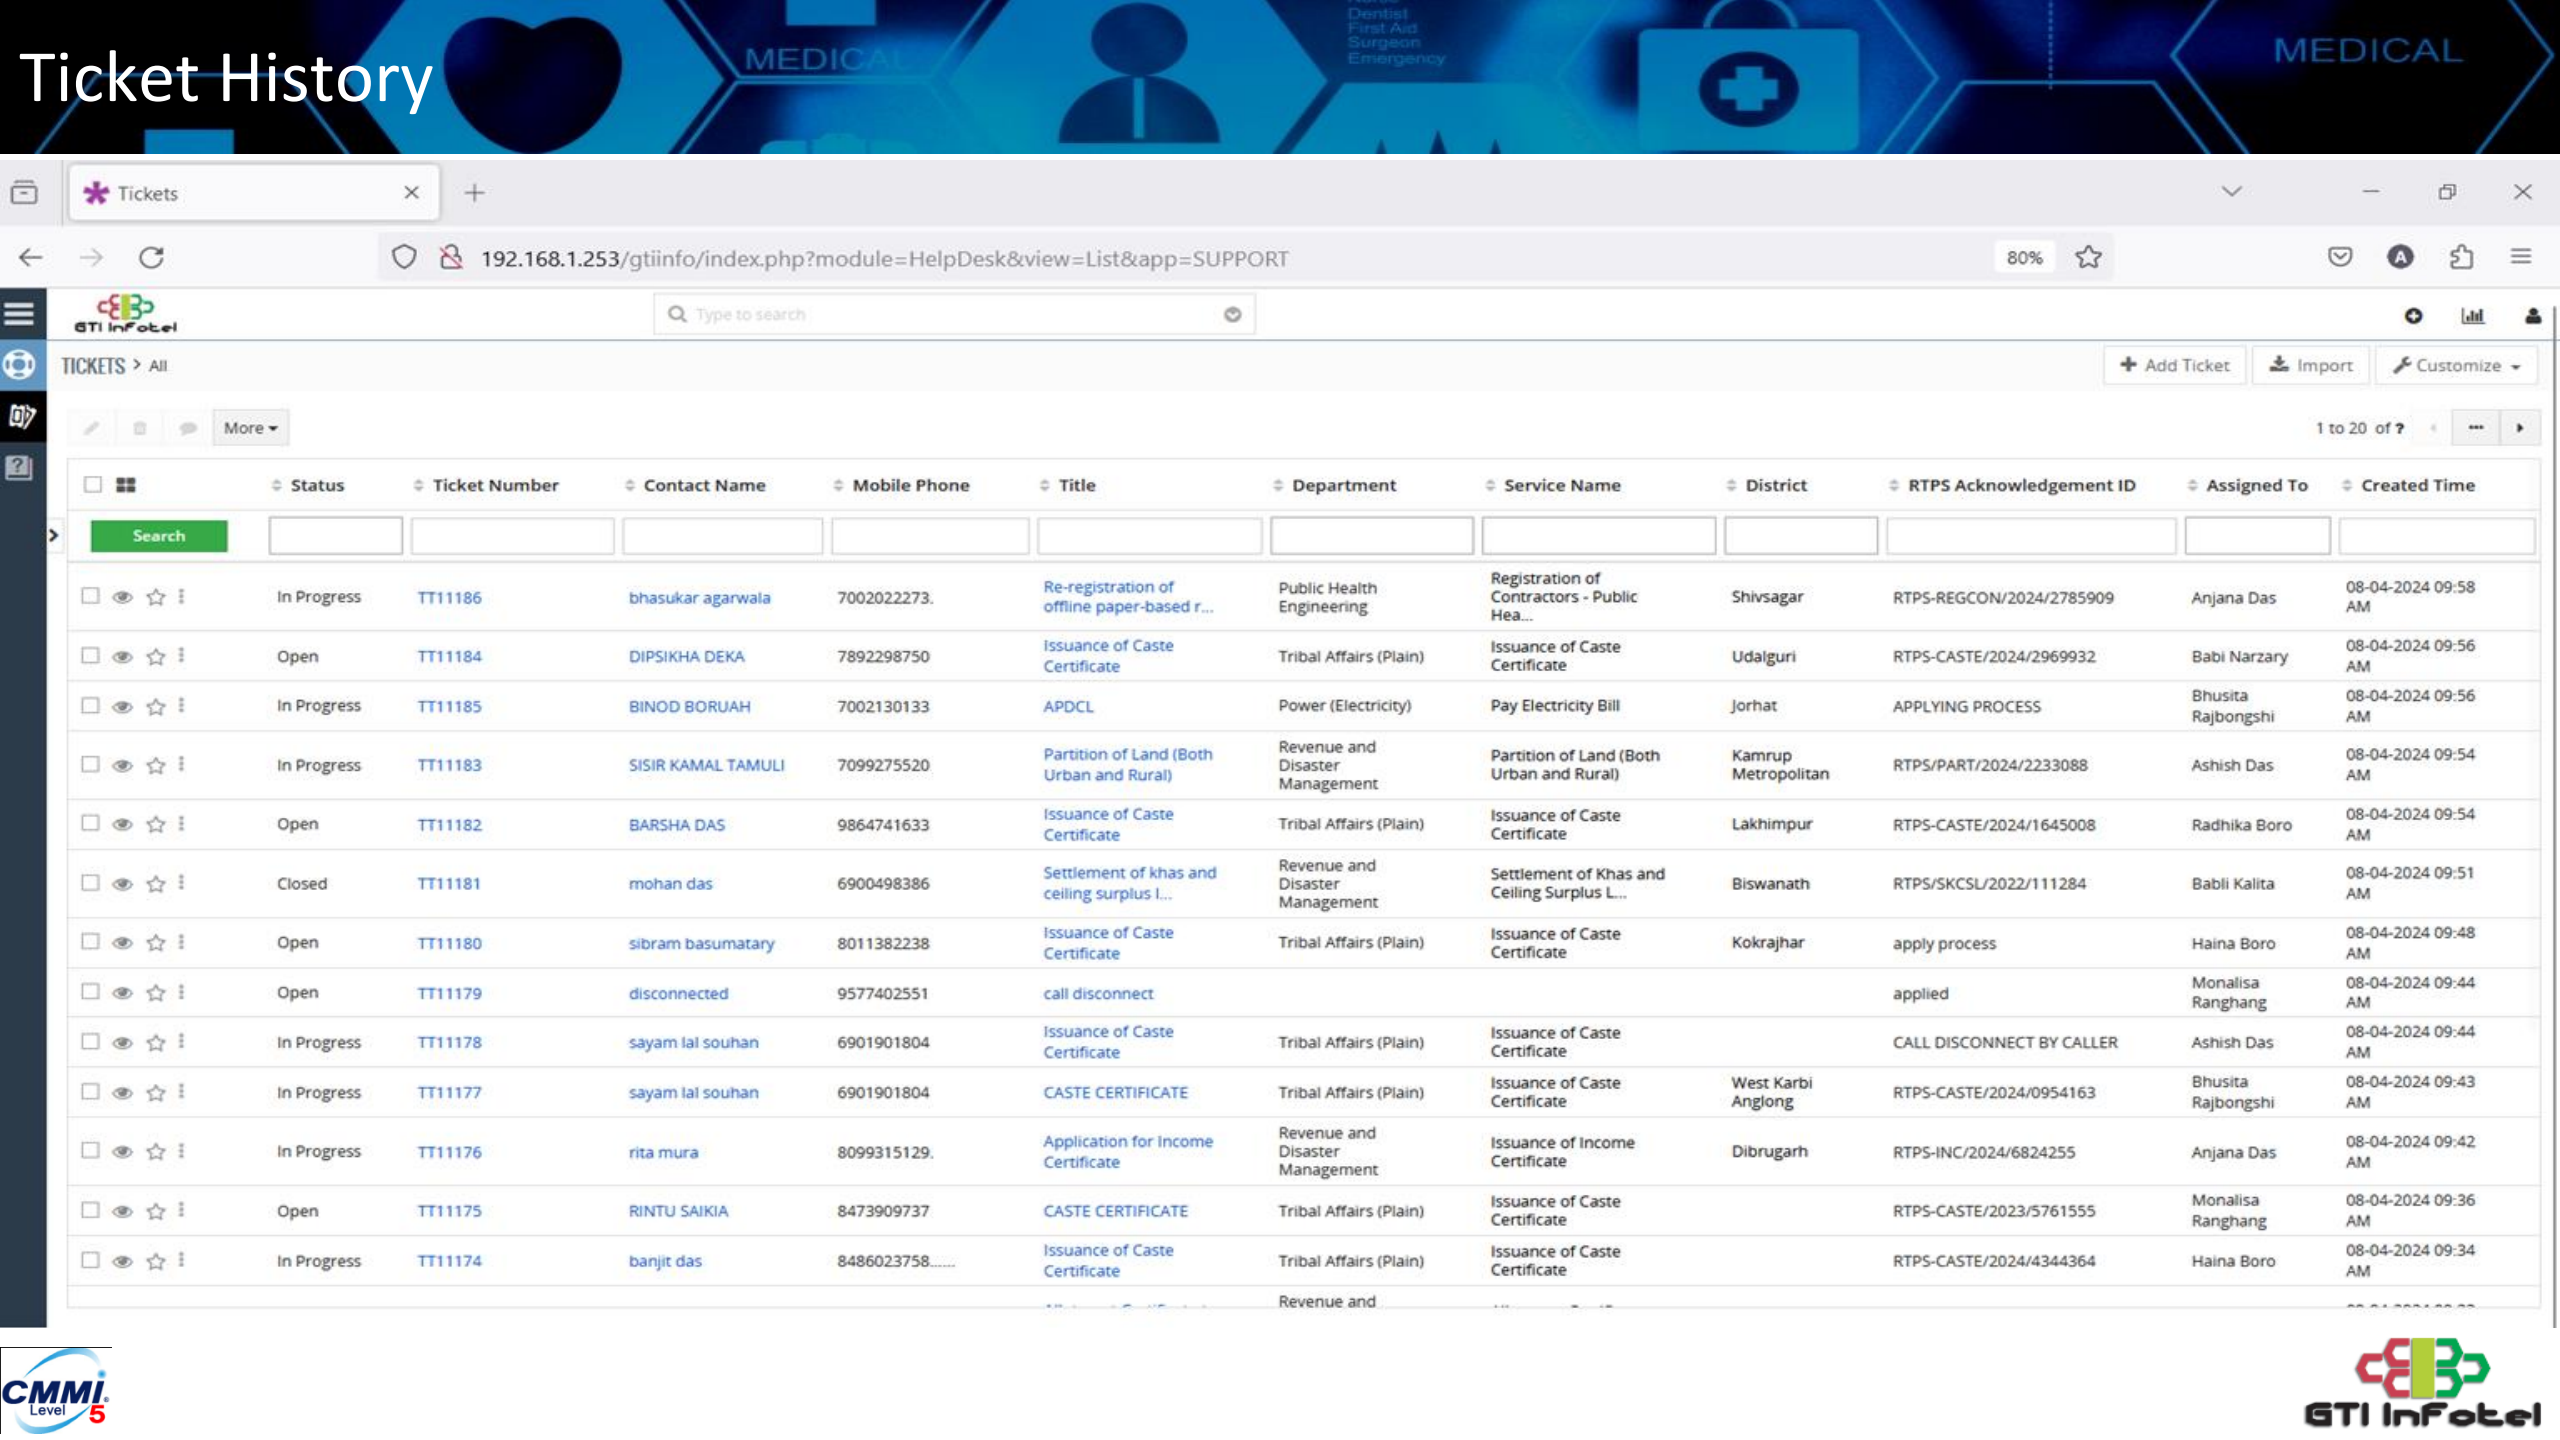 Ticket History
MEDICAL
Dentist
First Aid
Surgeon
Emergency
MEDICAL
Tickets
192.168.1.253/gtiinfo/index.php?module=HelpDesk&view=List&app=SUPPORT
80%
A
GTI InFotel
Type to search
TICKETS > All
Add Ticket
Import
Customize
More
1 to 20 of ?
Status Ticket Number Contact Name Mobile Phone Title Department Service Name District RTPS Acknowledgement ID Assigned To Created Time
Search
In Progress TT11186 bhasukar agarwala 7002022273. Re-registration of offline paper-based r... Public Health Engineering Registration of Contractors - Public Hea... Shivsagar RTPS-REGCON/2024/2785909 Anjana Das 08-04-2024 09:58 AM
Open TT11184 DIPSIKHA DEKA 7892298750 Issuance of Caste Certificate Tribal Affairs (Plain) Issuance of Caste Certificate Udalguri RTPS-CASTE/2024/2969932 Babi Narzary 08-04-2024 09:56 AM
In Progress TT11185 BINOD BORUAH 7002130133 APDCL Power (Electricity) Pay Electricity Bill Jorhat APPLYING PROCESS Bhusita Rajbongshi 08-04-2024 09:56 AM
In Progress TT11183 SISIR KAMAL TAMULI 7099275520 Partition of Land (Both Urban and Rural) Revenue and Disaster Management Partition of Land (Both Urban and Rural) Kamrup Metropolitan RTPS/PART/2024/2233088 Ashish Das 08-04-2024 09:54 AM
Open TT11182 BARSHA DAS 9864741633 Issuance of Caste Certificate Tribal Affairs (Plain) Issuance of Caste Certificate Lakhimpur RTPS-CASTE/2024/1645008 Radhika Boro 08-04-2024 09:54 AM
Closed TT11181 mohan das 6900498386 Settlement of khas and ceiling surplus l... Revenue and Disaster Management Settlement of Khas and Ceiling Surplus L... Biswanath RTPS/SKCSL/2022/111284 Babli Kalita 08-04-2024 09:51 AM
Open TT11180 sibram basumatary 8011382238 Issuance of Caste Certificate Tribal Affairs (Plain) Issuance of Caste Certificate Kokrajhar apply process Haina Boro 08-04-2024 09:48 AM
Open TT11179 disconnected 9577402551 call disconnect applied Monalisa Ranghang 08-04-2024 09:44 AM
In Progress TT11178 sayam lal souhan 6901901804 Issuance of Caste Certificate Tribal Affairs (Plain) Issuance of Caste Certificate CALL DISCONNECT BY CALLER Ashish Das 08-04-2024 09:44 AM
In Progress TT11177 sayam lal souhan 6901901804 CASTE CERTIFICATE Tribal Affairs (Plain) Issuance of Caste Certificate West Karbi Anglong RTPS-CASTE/2024/0954163 Bhusita Rajbongshi 08-04-2024 09:43 AM
In Progress TT11176 rita mura 8099315129. Application for Income Certificate Revenue and Disaster Management Issuance of Income Certificate Dibrugarh RTPS-INC/2024/6824255 Anjana Das 08-04-2024 09:42 AM
Open TT11175 RINTU SAIKIA 8473909737 CASTE CERTIFICATE Tribal Affairs (Plain) Issuance of Caste Certificate RTPS-CASTE/2023/5761555 Monalisa Ranghang 08-04-2024 09:36 AM
In Progress TT11174 banjit das 8486023758...... Issuance of Caste Certificate Tribal Affairs (Plain) Issuance of Caste Certificate RTPS-CASTE/2024/4344364 Haina Boro 08-04-2024 09:34 AM
Revenue and
CMMI
Level 5
GTI InFotel